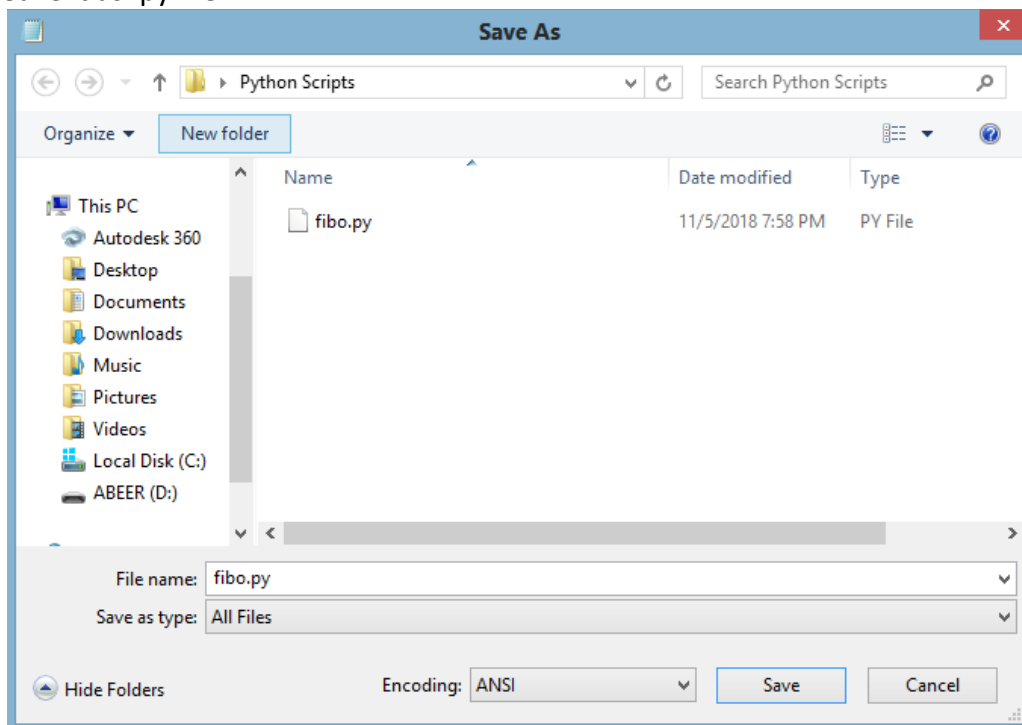 Save As
Python Scripts
Search Python Scripts
Organize
New folder
Name
Date modified
Type
This PC
fibo.py
11/5/2018 7:58 PM
PY File
Autodesk 360
Desktop
Documents
Downloads
Music
Pictures
Videos
Local Disk (C:)
ABEER (D:)
File name: fibo.py
Save as type: All Files
Hide Folders
Encoding: ANSI
Save
Cancel